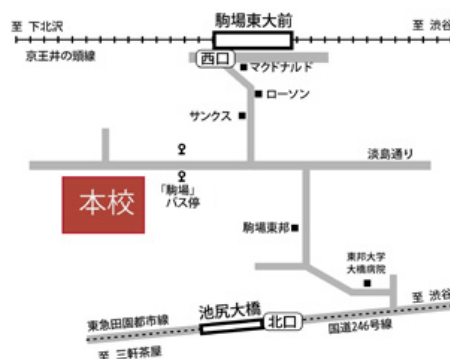 駒場東大前
至 下北沢
至 渋谷
京王井の頭線
西口
マクドナルド
ローソン
サンクス
淡島通り
本校
「駒場」
バス停
駒場東邦
東邦大学
大橋病院
池尻大橋
北口
至 渋谷
東急田園都市線
国道246号線
至 三軒茶屋